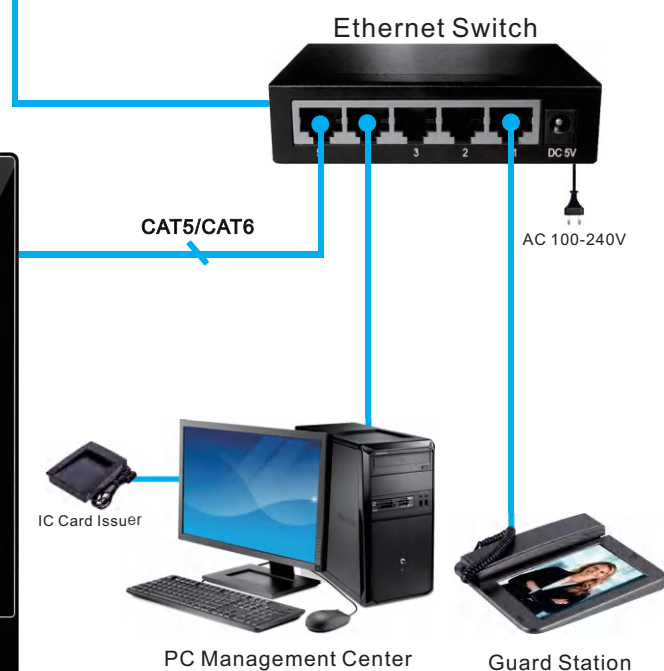 Ethernet Switch
3
2
1
DC 5V
CAT5/CAT6
AC 100-240V
IC Card Issuer
PC Management Center
Guard Station